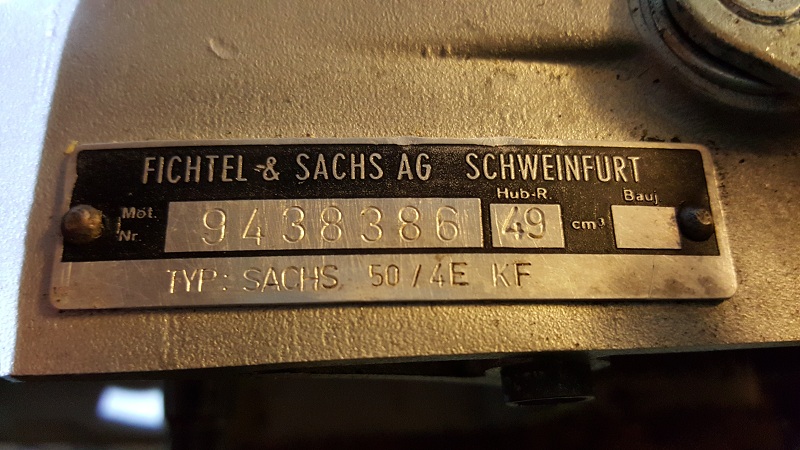 FICHTEL & SACHS AG SCHWEINFURT
Mot. Nr. 9438386 Hub-R. 49 cm³ Bauj
TYP: SACHS 50/4E KF